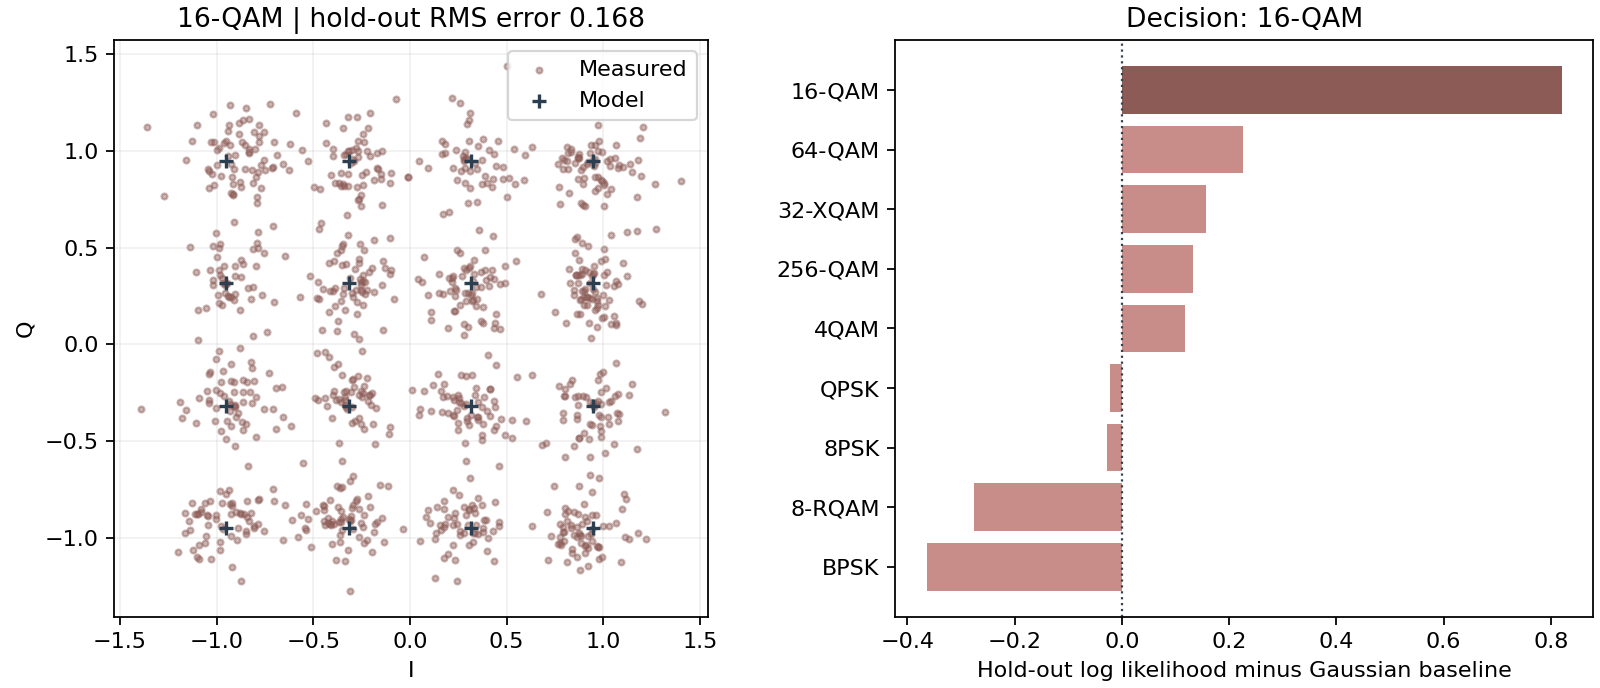 16-QAM | hold-out RMS error 0.168
Measured
Model
1.5
1.0
0.5
0.0
−0.5
−1.0
Q
−1.5
−1.0
−0.5
0.0
0.5
1.0
1.5
I
Decision: 16-QAM
16-QAM
64-QAM
32-XQAM
256-QAM
4QAM
QPSK
8PSK
8-RQAM
BPSK
−0.4
−0.2
0.0
0.2
0.4
0.6
0.8
Hold-out log likelihood minus Gaussian baseline